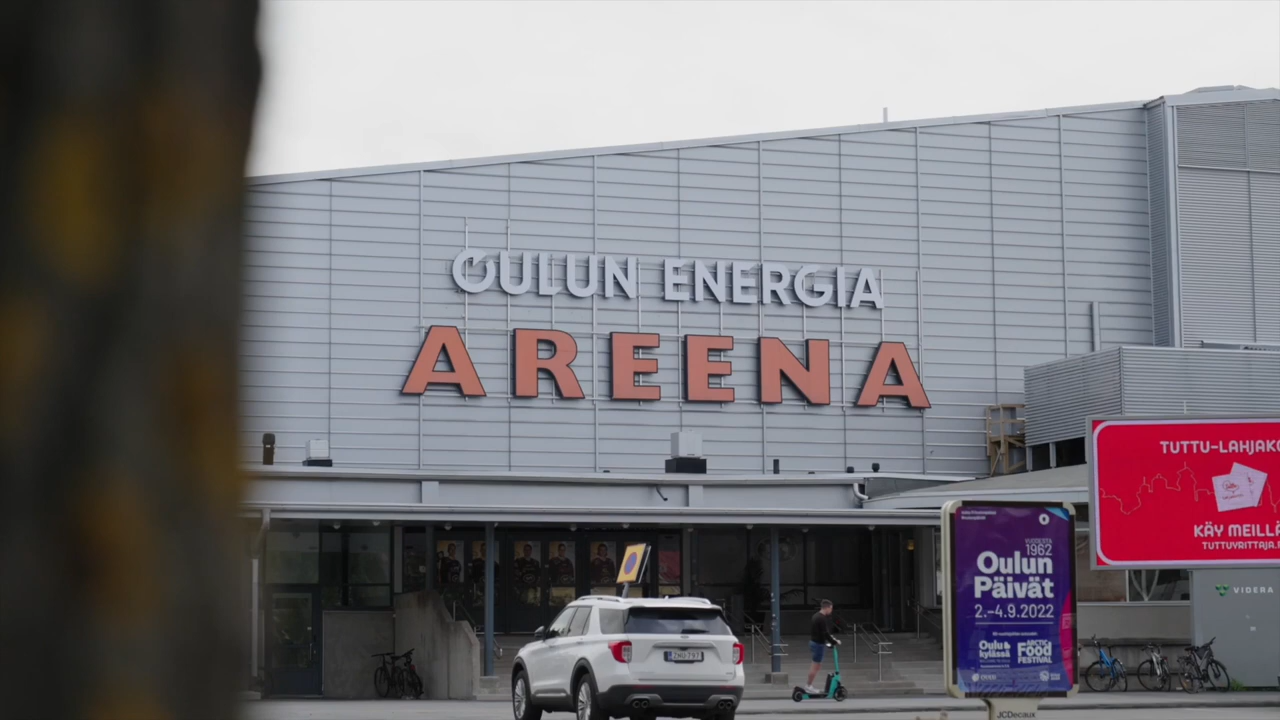 OULUN ENERGIA
AREENA
TUTTU-LAHJAKO
KÄY MEILLÄ
VIDERA
VUODESTA
1962
Oulun
Päivät
2.–4.9.2022
Oulu
kylässä
ARCTIC
Food
FESTIVAL
JCDecaux